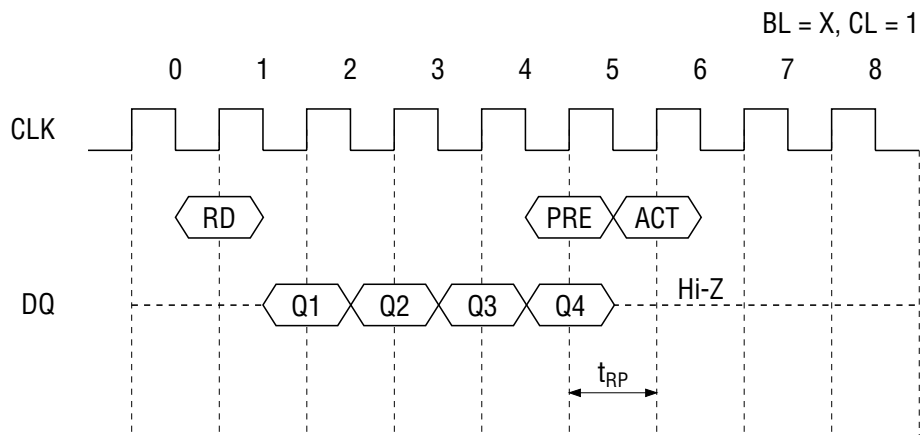 BL = X, CL = 1
0 1 2 3 4 5 6 7 8
CLK
RD PRE ACT
DQ Q1 Q2 Q3 Q4 Hi-Z
tRP